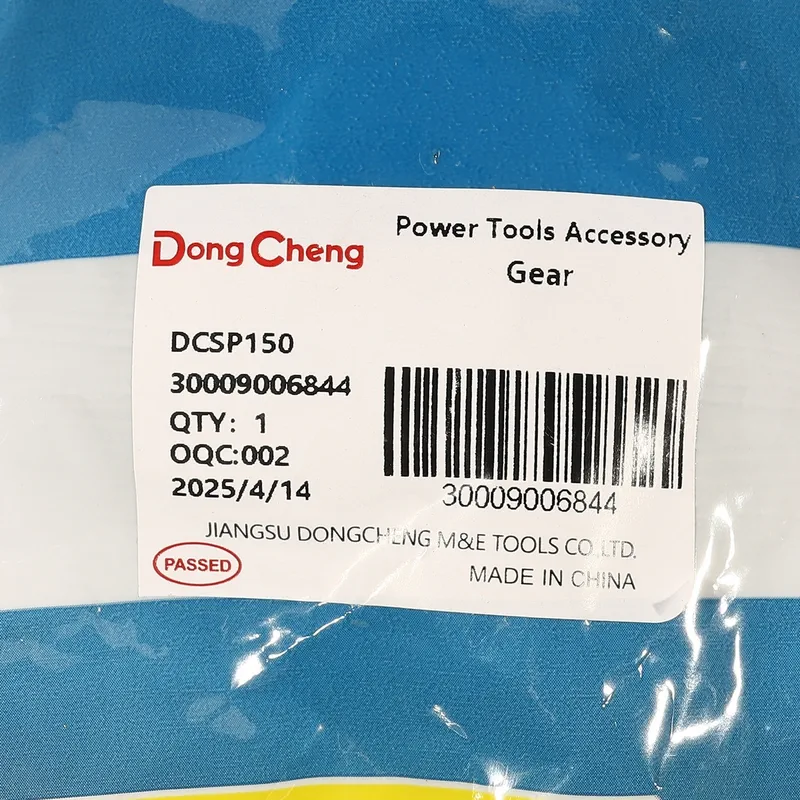 Dong Cheng
Power Tools Accessory
Gear
DCSP150
30009006844
QTY: 1
OQC:002
2025/4/14
30009006844
JIANGSU DONGCHENG M&E TOOLS CO.,LTD.
PASSED
MADE IN CHINA